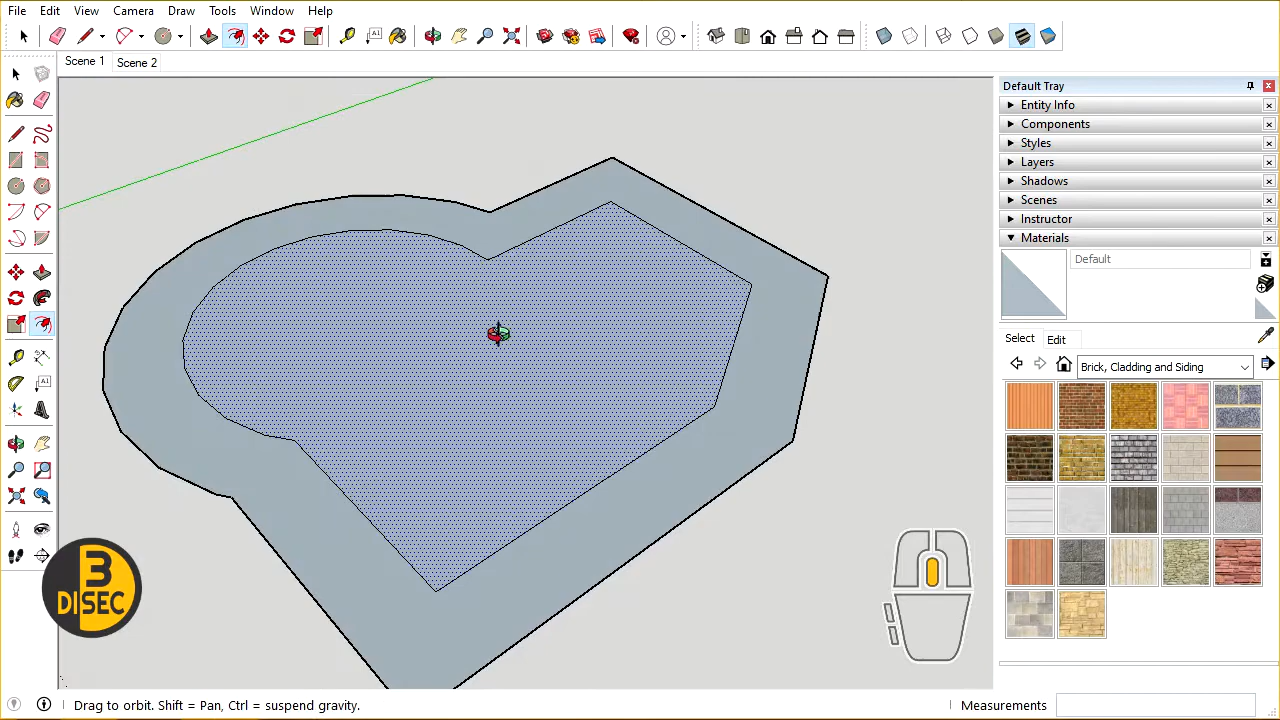 File Edit View Camera Draw Tools Window Help
Scene 1 Scene 2
Default Tray
Entity Info
Components
Styles
Layers
Shadows
Scenes
Instructor
Materials
Default
Select Edit
Brick, Cladding and Siding
A1
A1
3
DISEC
Drag to orbit. Shift = Pan, Ctrl = suspend gravity.
Measurements